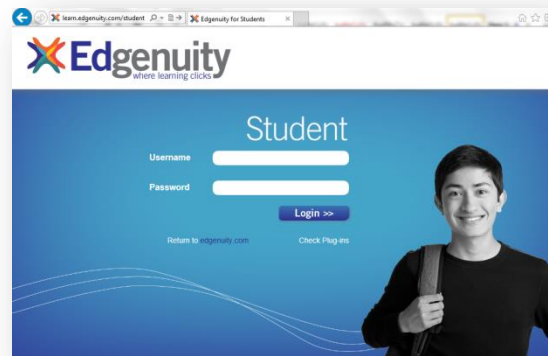 learn.edgenuity.com/student
Edgenuity for Students
Edgenuity
where learning clicks
Student
Username
Password
Login >>
Return to edgenuity.com
Check Plug-ins